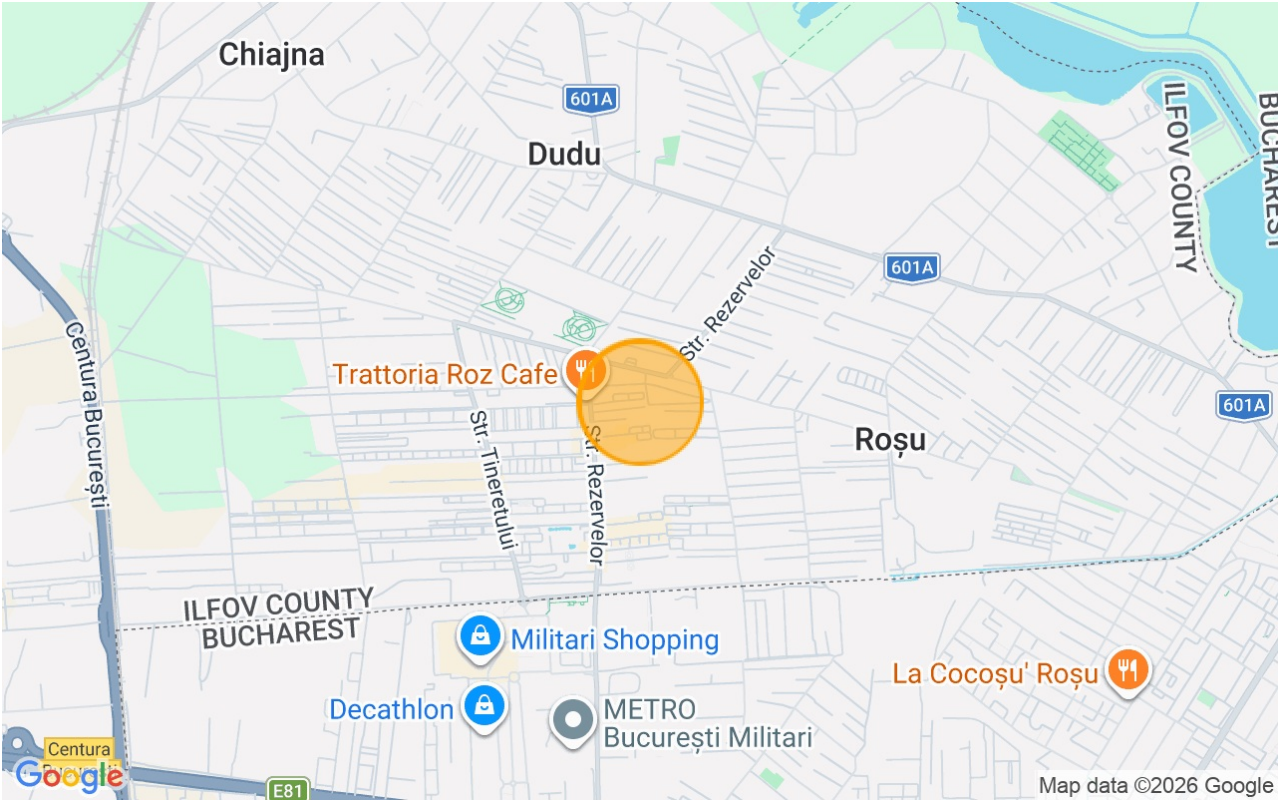 Chiajna
601A
Dudu
ILFOV COUNTY
BUCHAREST
601A
Str. Rezervelor
Centura București
Trattoria Roz Cafe
601A
Str. Tineretului
Str. Rezervelor
Roșu
ILFOV COUNTY
BUCHAREST
Militari Shopping
La Cocoșu' Roșu
Decathlon
METRO
București Militari
Centura
București
Google
E81
Map data ©2026 Google